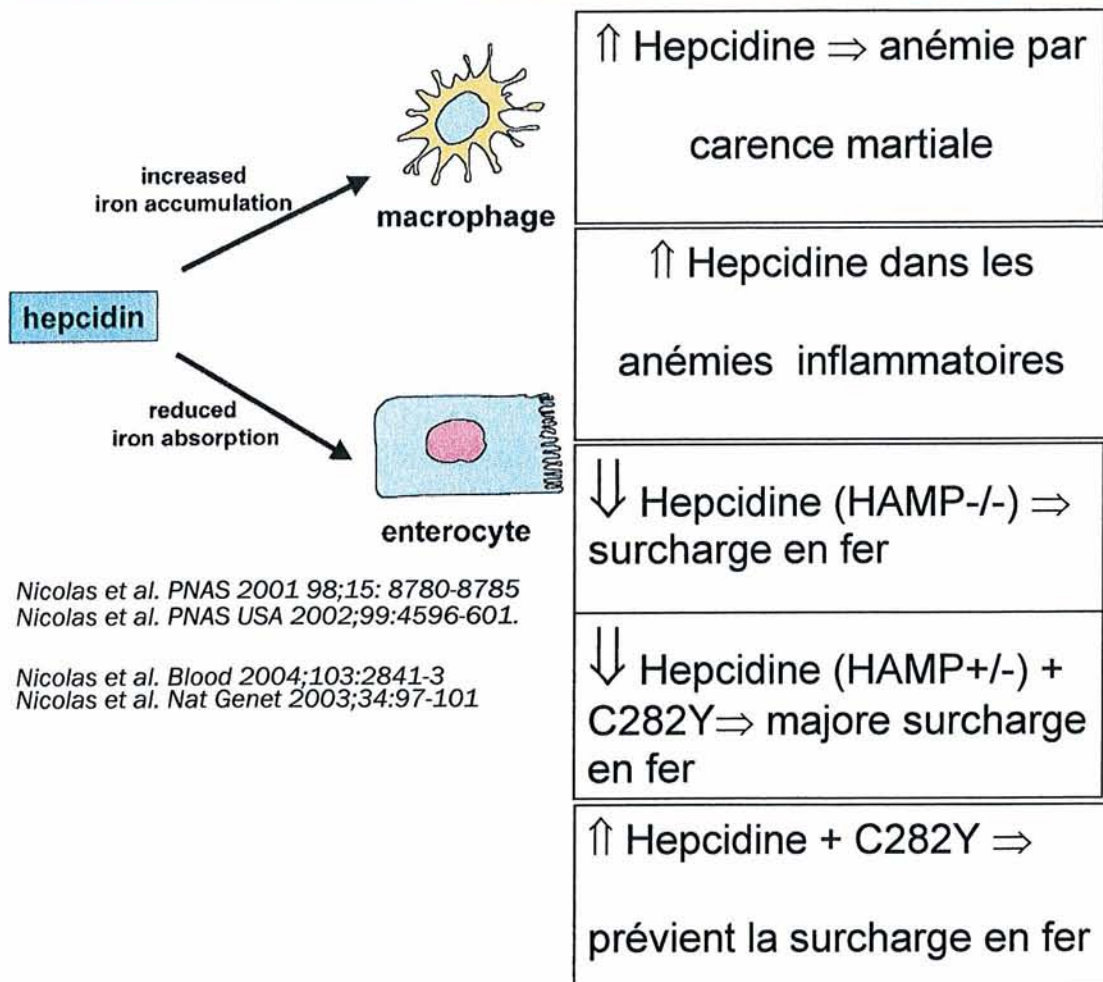 increased
iron accumulation
macrophage
hepcidin
reduced
iron absorption
enterocyte
Nicolas et al. PNAS 2001 98;15: 8780-8785
Nicolas et al. PNAS USA 2002;99:4596-601.
Nicolas et al. Blood 2004;103:2841-3
Nicolas et al. Nat Genet 2003;34:97-101
⇑ Hepcidine ⇒ anémie par
carence martiale
⇑ Hepcidine dans les
anémies inflammatoires
⇓ Hepcidine (HAMP-/-) ⇒
surcharge en fer
⇓ Hepcidine (HAMP+/-) +
C282Y⇒ majore surcharge
en fer
⇑ Hepcidine + C282Y ⇒
prévient la surcharge en fer